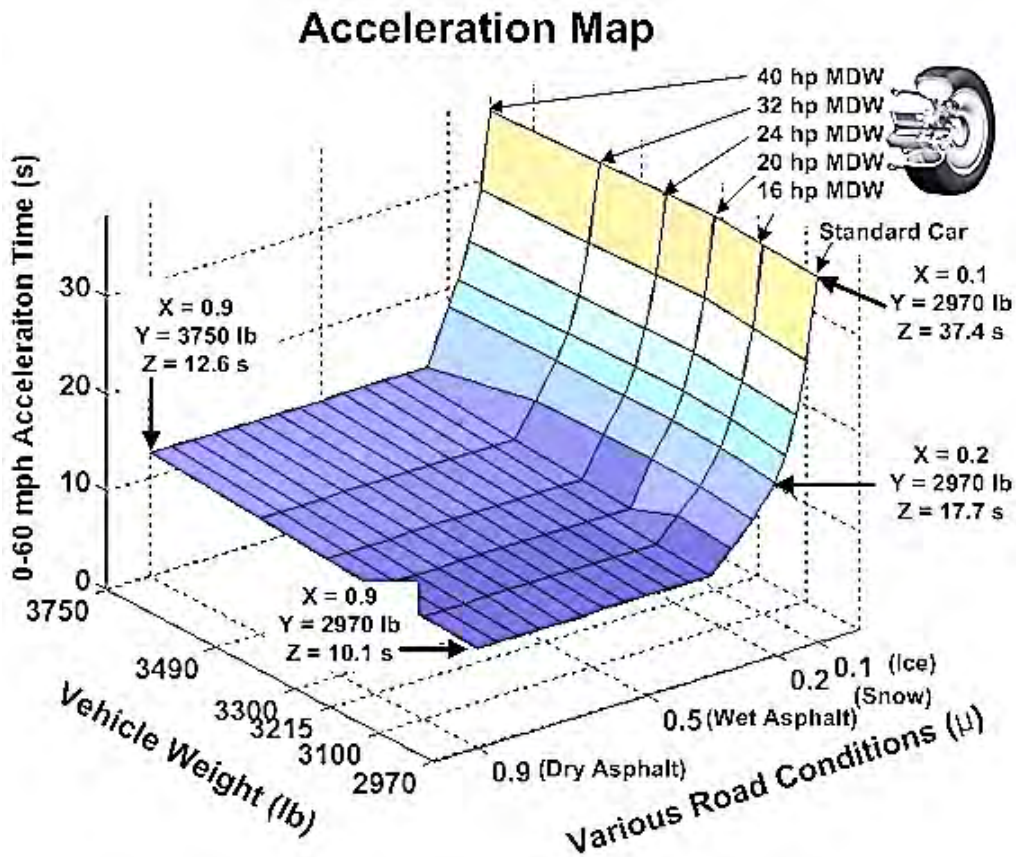 Acceleration Map
40 hp MDW
32 hp MDW
24 hp MDW
20 hp MDW
16 hp MDW
Standard Car
X = 0.1
Y = 2970 lb
Z = 37.4 s
X = 0.9
Y = 3750 lb
Z = 12.6 s
X = 0.2
Y = 2970 lb
Z = 17.7 s
X = 0.9
Y = 2970 lb
Z = 10.1 s
0-60 mph Acceleraiton Time (s)
30
20
10
0
3750
3490
3300
3215
3100
2970
Vehicle Weight (lb)
0.1 (Ice)
0.2 (Snow)
0.5 (Wet Asphalt)
0.9 (Dry Asphalt)
Various Road Conditions (μ)